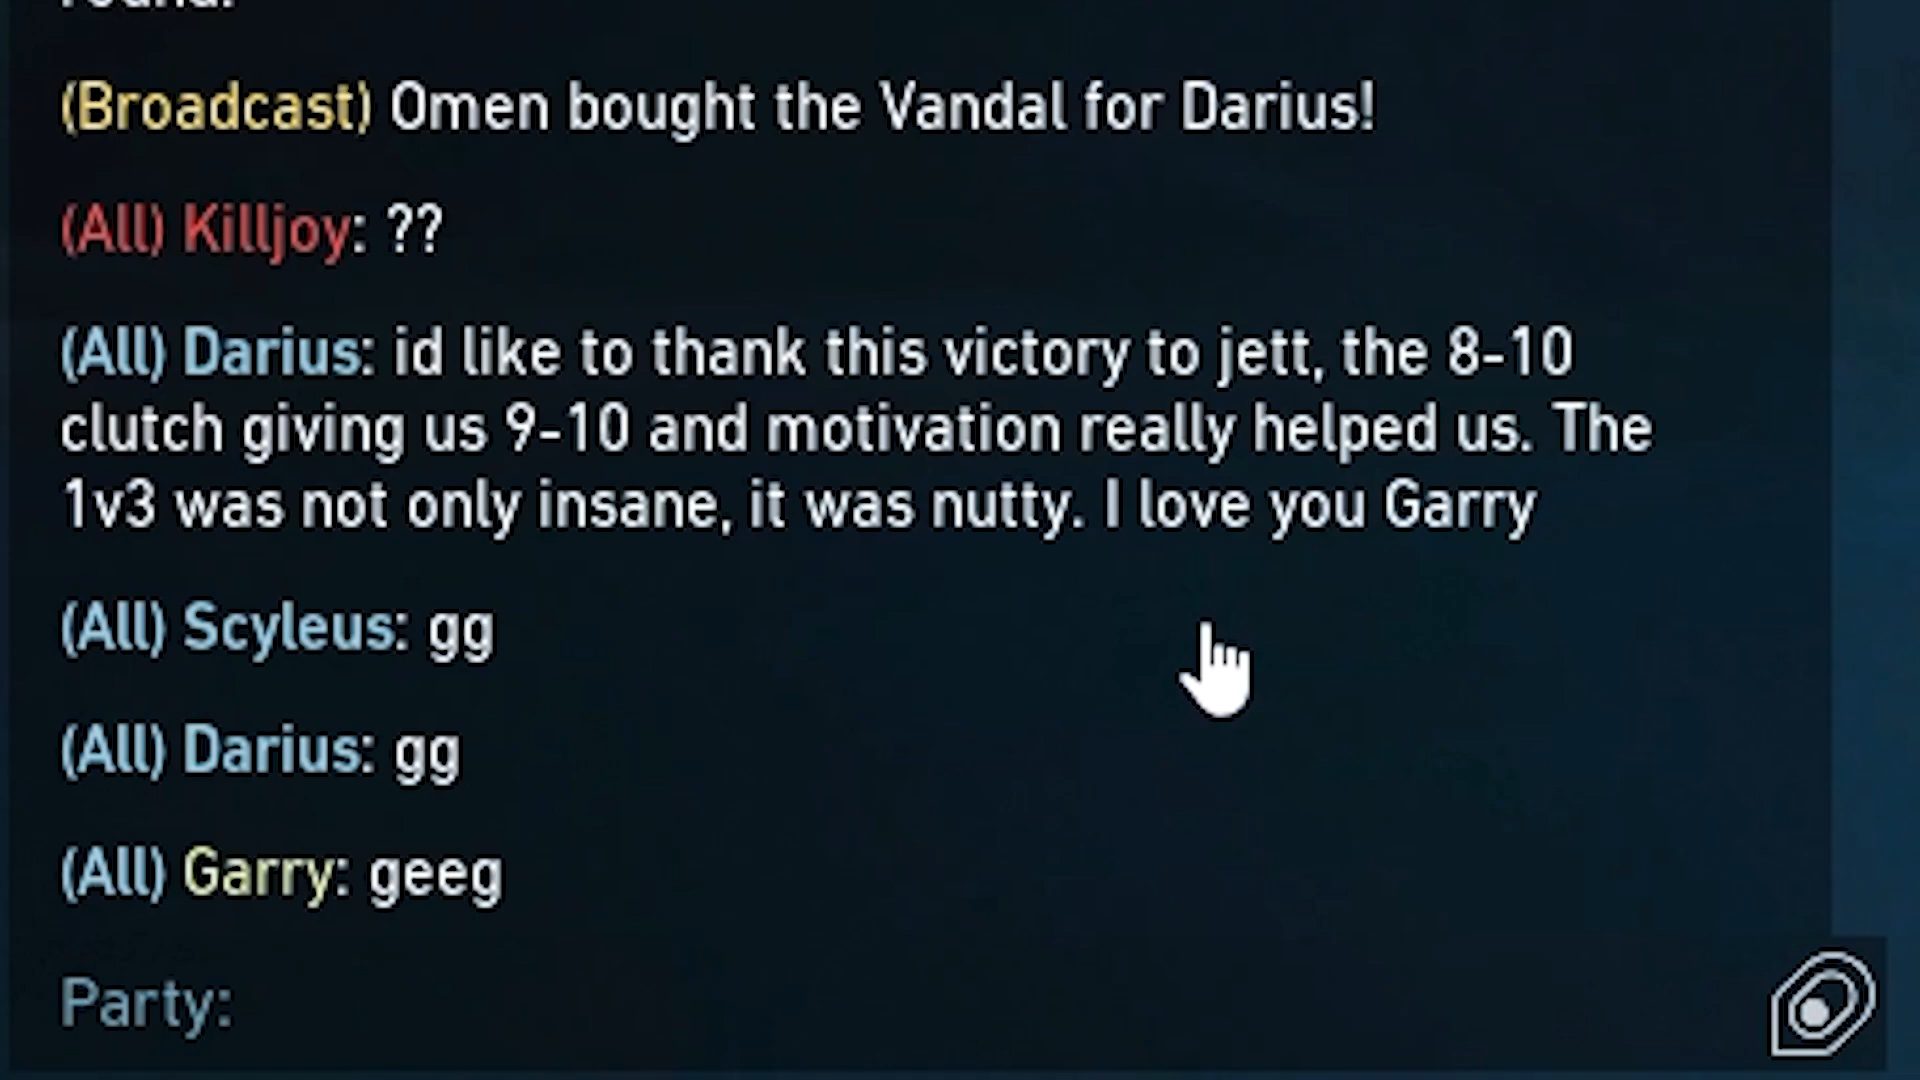 round!
(Broadcast) Omen bought the Vandal for Darius!
(All) Killjoy: ??
(All) Darius: id like to thank this victory to jett, the 8-10
clutch giving us 9-10 and motivation really helped us. The
1v3 was not only insane, it was nutty. I love you Garry
(All) Scyleus: gg
(All) Darius: gg
(All) Garry: geeg
Party: